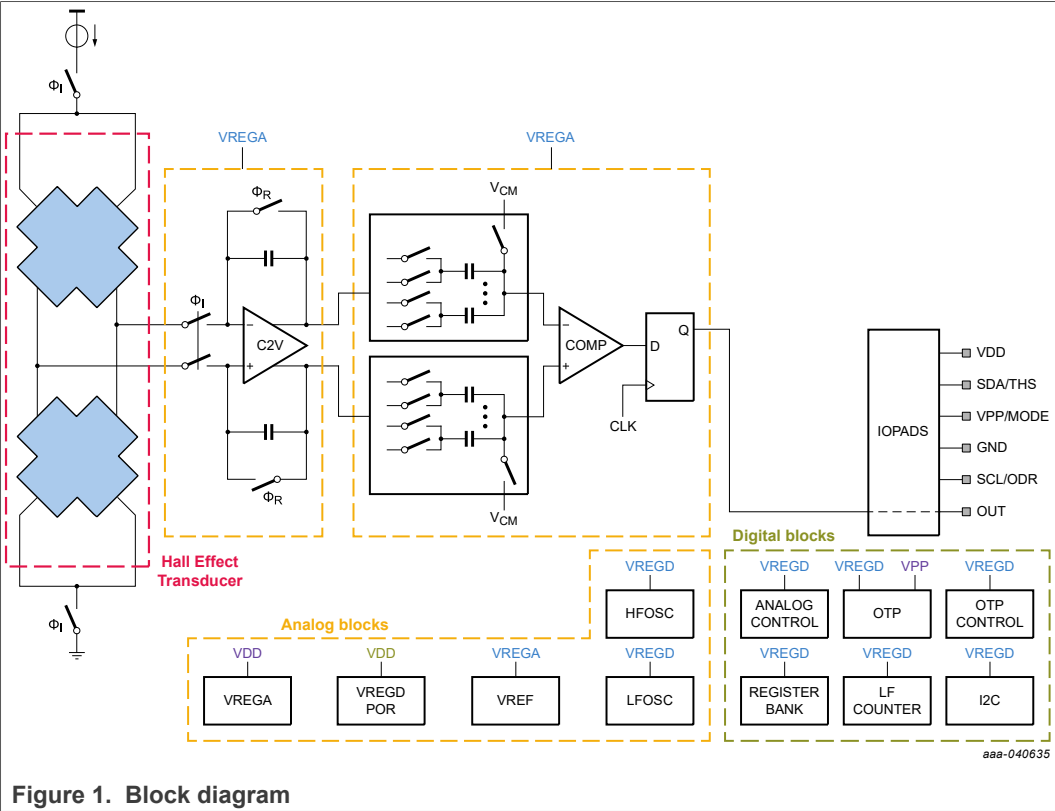 ΦI
VREGA
VREGA
ΦR
VCM
ΦI
−
C2V
+
ΦR
−
COMP
+
D
Q
CLK
VCM
IOPADS
VDD
SDA/THS
VPP/MODE
GND
SCL/ODR
OUT
Hall Effect
Transducer
ΦI
Analog blocks
VREGD
HFOSC
VDD
VREGA
VDD
VREGD
POR
VREGA
VREF
VREGD
LFOSC
Digital blocks
VREGD
ANALOG
CONTROL
VREGD VPP
OTP
VREGD
OTP
CONTROL
VREGD
REGISTER
BANK
VREGD
LF
COUNTER
VREGD
I2C
aaa-040635
Figure 1. Block diagram